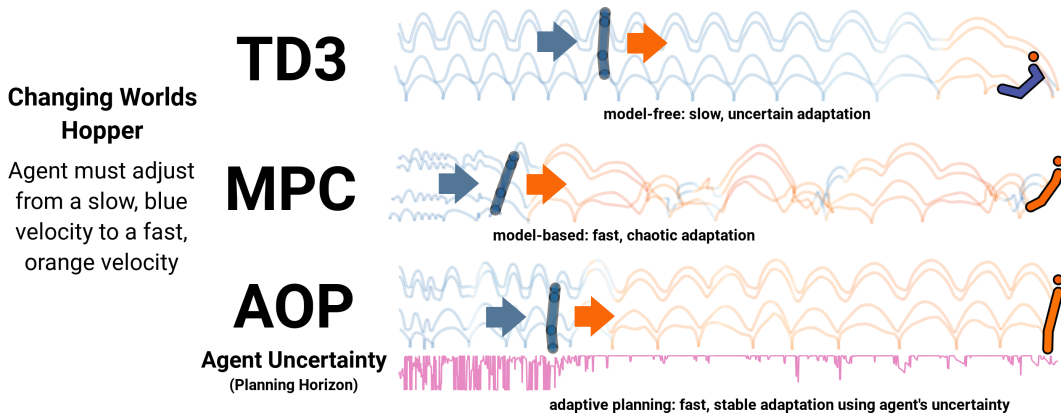 Changing Worlds
Hopper
Agent must adjust
from a slow, blue
velocity to a fast,
orange velocity
TD3
model-free: slow, uncertain adaptation
MPC
model-based: fast, chaotic adaptation
AOP
Agent Uncertainty
(Planning Horizon)
adaptive planning: fast, stable adaptation using agent's uncertainty